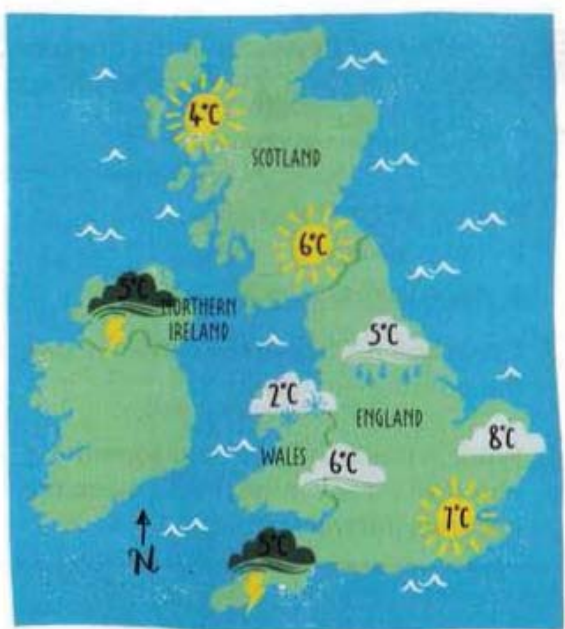 4°C
SCOTLAND
6°C
5°C
NORTHERN
IRELAND
5°C
2°C
ENGLAND
8°C
WALES
6°C
7°C
5°C
N